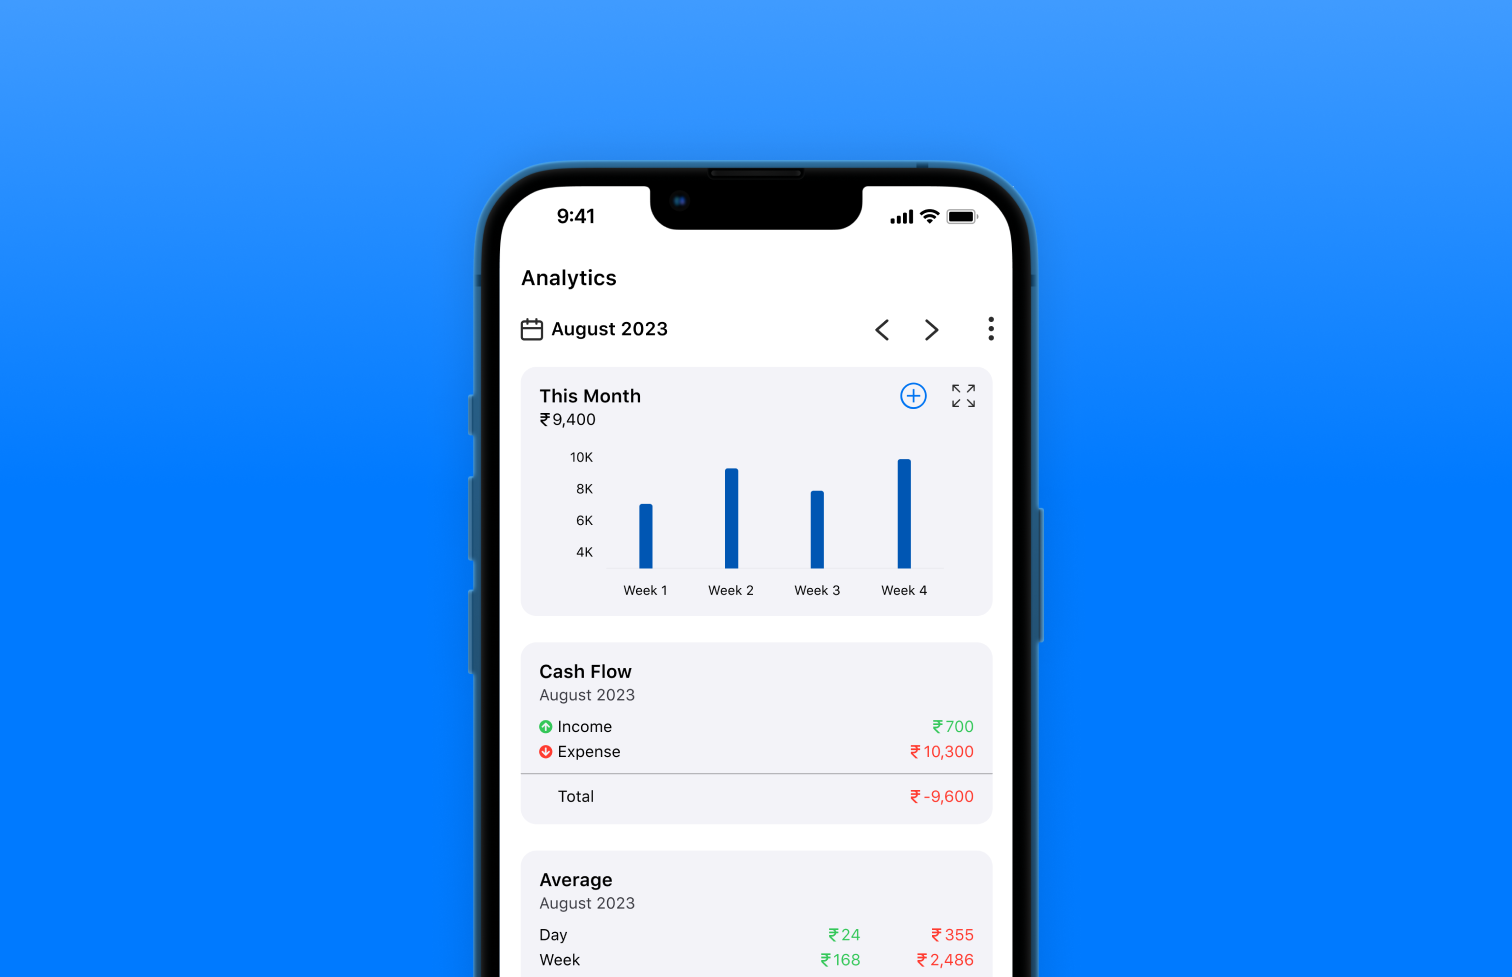 9:41
Analytics
August 2023
This Month
₹9,400
10K
8K
6K
4K
Week 1 Week 2 Week 3 Week 4
Cash Flow
August 2023
Income ₹700
Expense ₹10,300
Total ₹-9,600
Average
August 2023
Day ₹24 ₹355
Week ₹168 ₹2,486